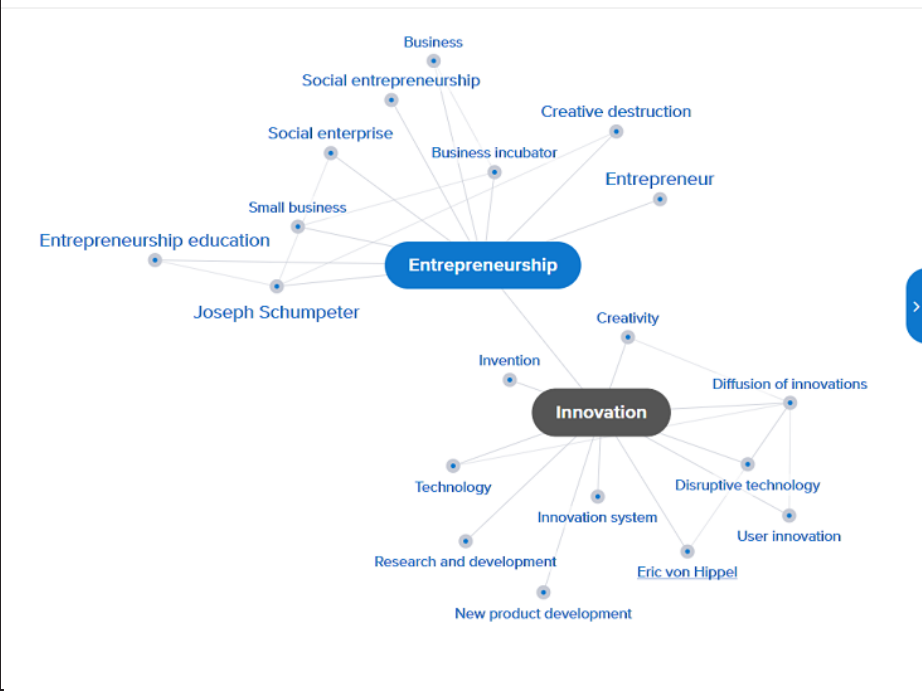 Business
Social entrepreneurship
Creative destruction
Social enterprise
Business incubator
Entrepreneur
Small business
Entrepreneurship education
Entrepreneurship
Joseph Schumpeter
Creativity
Invention
Diffusion of innovations
Innovation
Technology
Disruptive technology
Innovation system
User innovation
Research and development
Eric von Hippel
New product development